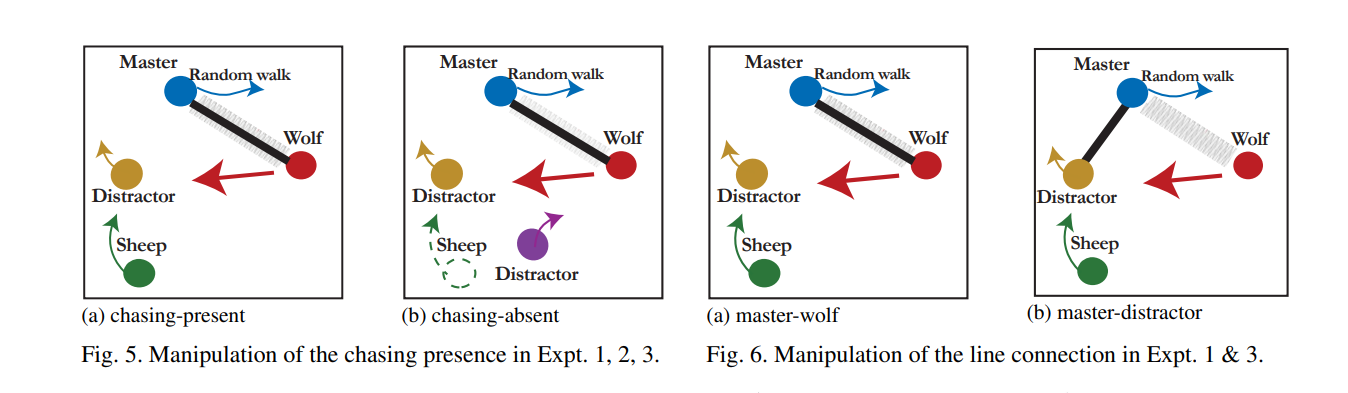 Master
Random walk
Wolf
Distractor
Sheep
(a) chasing-present
Master
Random walk
Wolf
Distractor
Sheep
Distractor
(b) chasing-absent
Fig. 5. Manipulation of the chasing presence in Expt. 1, 2, 3.
Master
Random walk
Wolf
Distractor
Sheep
(a) master-wolf
Master
Random walk
Wolf
Distractor
Sheep
(b) master-distractor
Fig. 6. Manipulation of the line connection in Expt. 1 & 3.